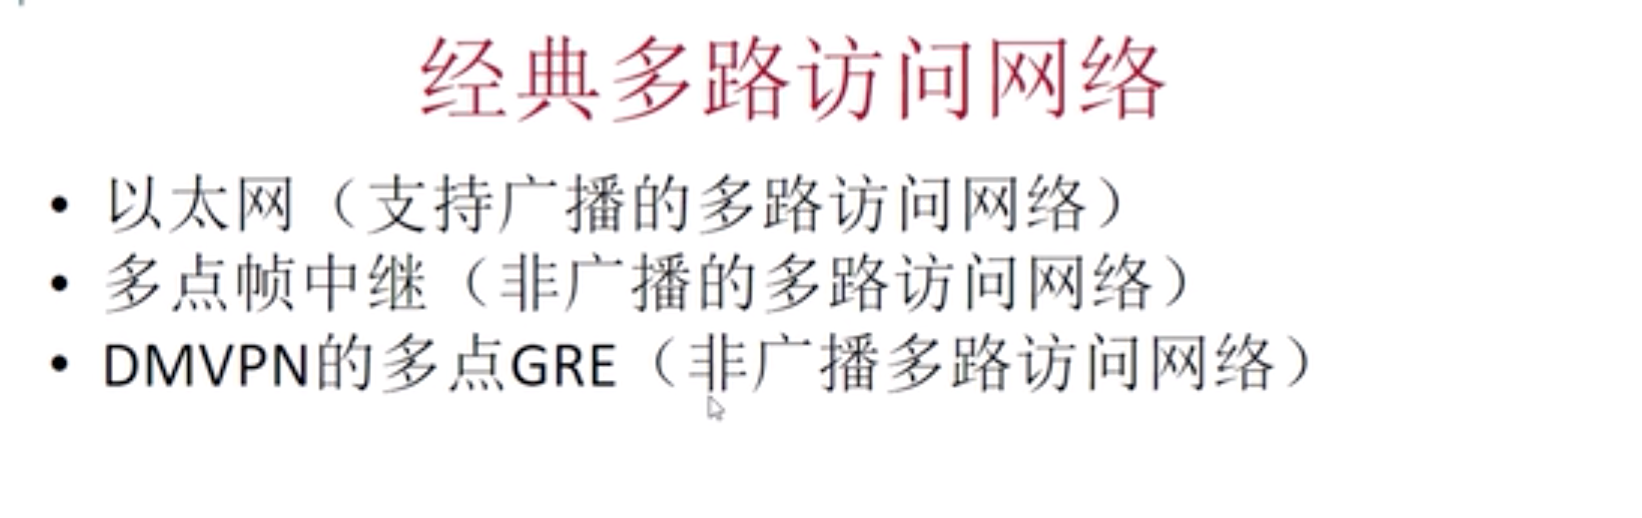 经典多路访问网络
• 以太网（支持广播的多路访问网络）
• 多点帧中继（非广播的多路访问网络）
• DMVPN的多点GRE（非广播多路访问网络）